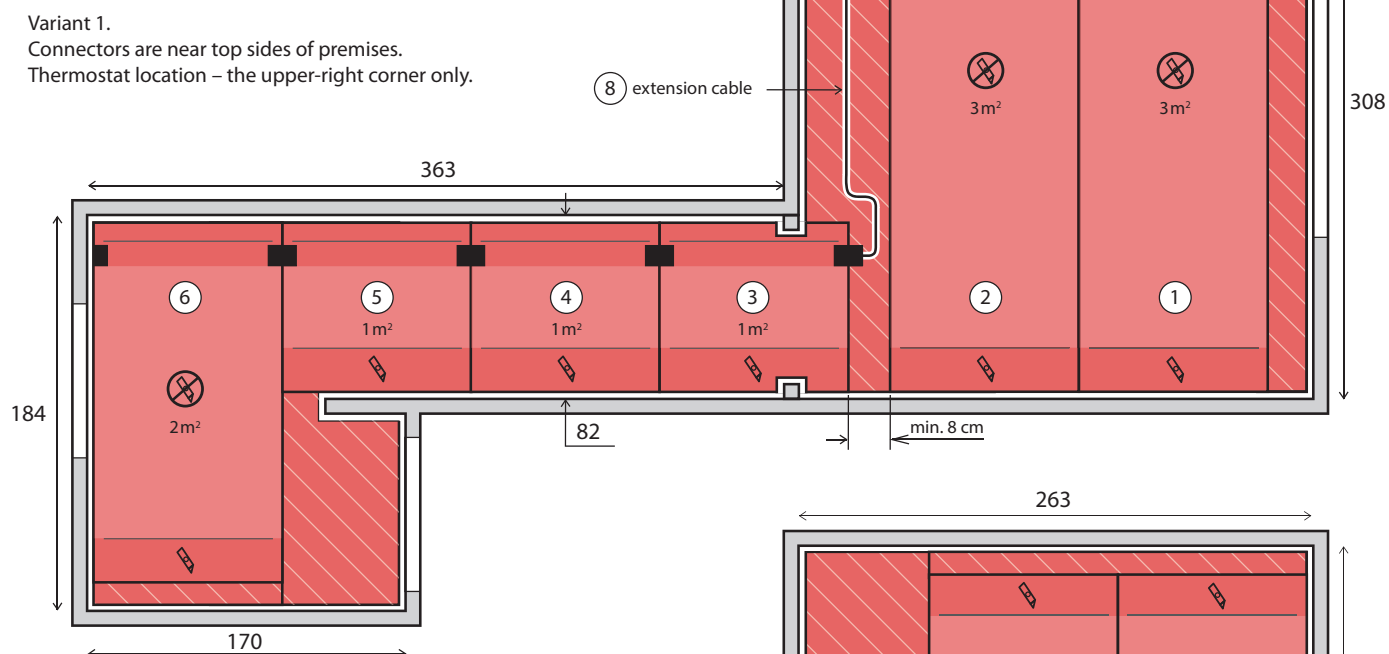 Variant 1.
Connectors are near top sides of premises.
Thermostat location – the upper-right corner only.
8 extension cable
3 m²
3 m²
308
363
6
5
4
3
2
1
1 m²
1 m²
1 m²
184
2 m²
82
min. 8 cm
263
170